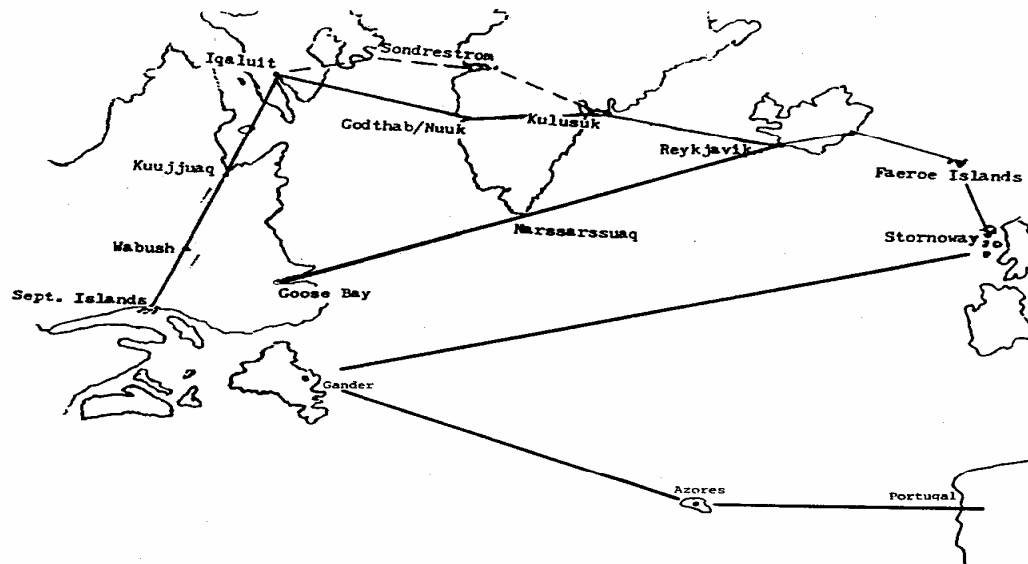 Sondrestrom
Iqaluit
Godthab/Nuuk
Kulusuk
Reykjavik
Kuujjuaq
Faeroe Islands
Narssarssuaq
Stornoway
Wabush
Sept. Islands
Goose Bay
Gander
Azores
Portugal